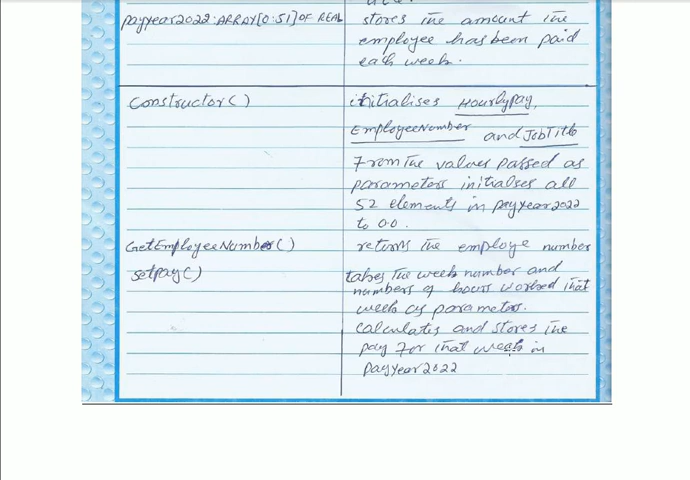 payyear2022:ARRAY[0:51] OF REAL
stores the amount the
employee has been paid
each week.
Constructor()
initialises Hourlypay,
EmployeeNumber and JobTitle
From the values passed as
parameters initialses all
52 elements in payyear2022
to 0.0.
GetEmployeeNumber()
returns the employe number
setpay()
takes the week number and
numbers of hours worked that
week as parameters.
calculates and stores the
pay For that week in
payyear2022